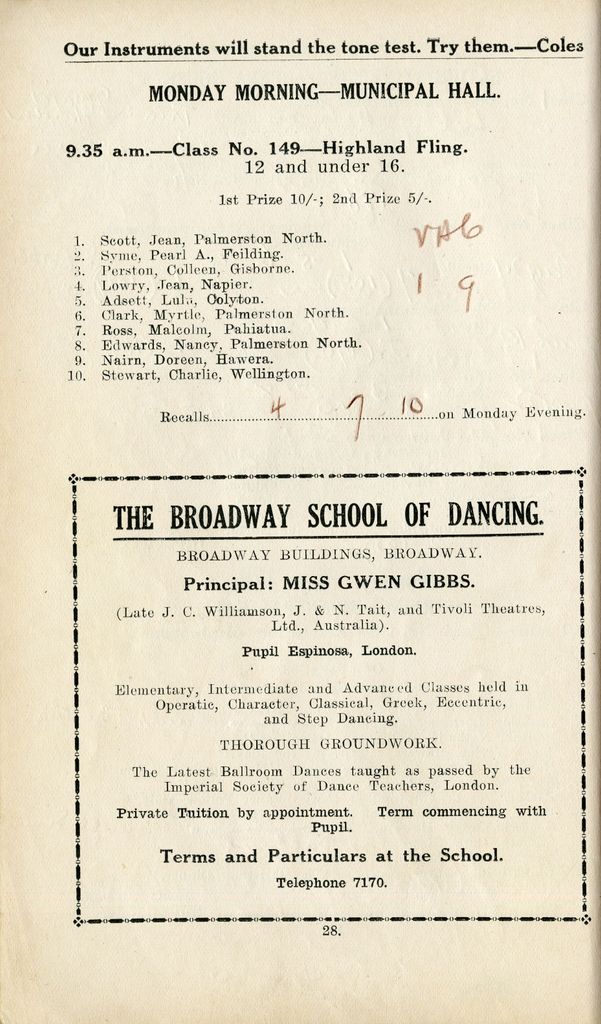 Our Instruments will stand the tone test. Try them.—Coles
MONDAY MORNING—MUNICIPAL HALL.
9.35 a.m.—Class No. 149—Highland Fling.
12 and under 16.
1st Prize 10/-; 2nd Prize 5/-.
1. Scott, Jean, Palmerston North.
2. Syme, Pearl A., Feilding.
3. Perston, Colleen, Gisborne.
4. Lowry, Jean, Napier.
5. Adsett, Lulu, Colyton.
6. Clark, Myrtle, Palmerston North.
7. Ross, Malcolm, Pahiatua.
8. Edwards, Nancy, Palmerston North.
9. Nairn, Doreen, Hawera.
10. Stewart, Charlie, Wellington.
1 9
Recalls............4............7............10......on Monday Evening.
THE BROADWAY SCHOOL OF DANCING.
BROADWAY BUILDINGS, BROADWAY.
Principal: MISS GWEN GIBBS.
(Late J. C. Williamson, J. & N. Tait, and Tivoli Theatres,
Ltd., Australia).
Pupil Espinosa, London.
Elementary, Intermediate and Advanced Classes held in
Operatic, Character, Classical, Greek, Eccentric,
and Step Dancing.
THOROUGH GROUNDWORK.
The Latest Ballroom Dances taught as passed by the
Imperial Society of Dance Teachers, London.
Private Tuition by appointment. Term commencing with
Pupil.
Terms and Particulars at the School.
Telephone 7170.
28.